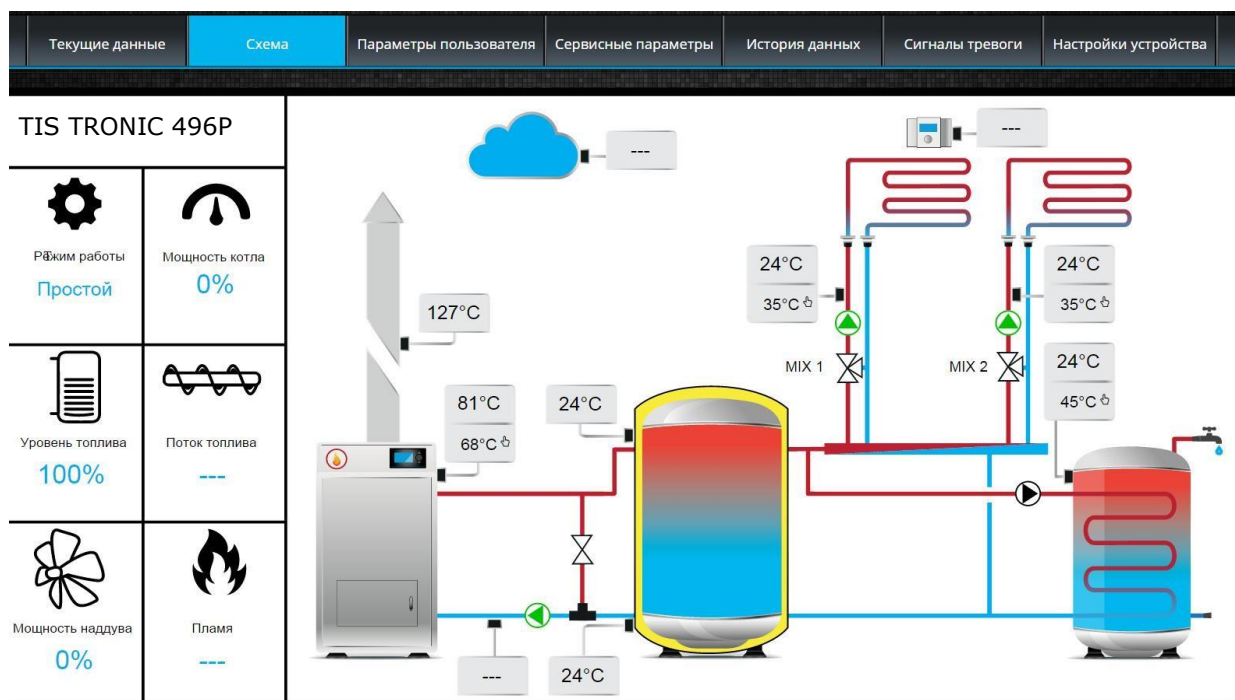 Текущие данные
Схема
Параметры пользователя
Сервисные параметры
История данных
Сигналы тревоги
Настройки устройства
TIS TRONIC 496P
---
---
Режим работы
Простой
Мощность котла
0%
24°C
35°C
24°C
35°C
127°C
MIX 1
MIX 2
24°C
45°C
81°C
68°C
24°C
Уровень топлива
100%
Поток топлива
---
Мощность наддува
0%
Пламя
---
---
24°C